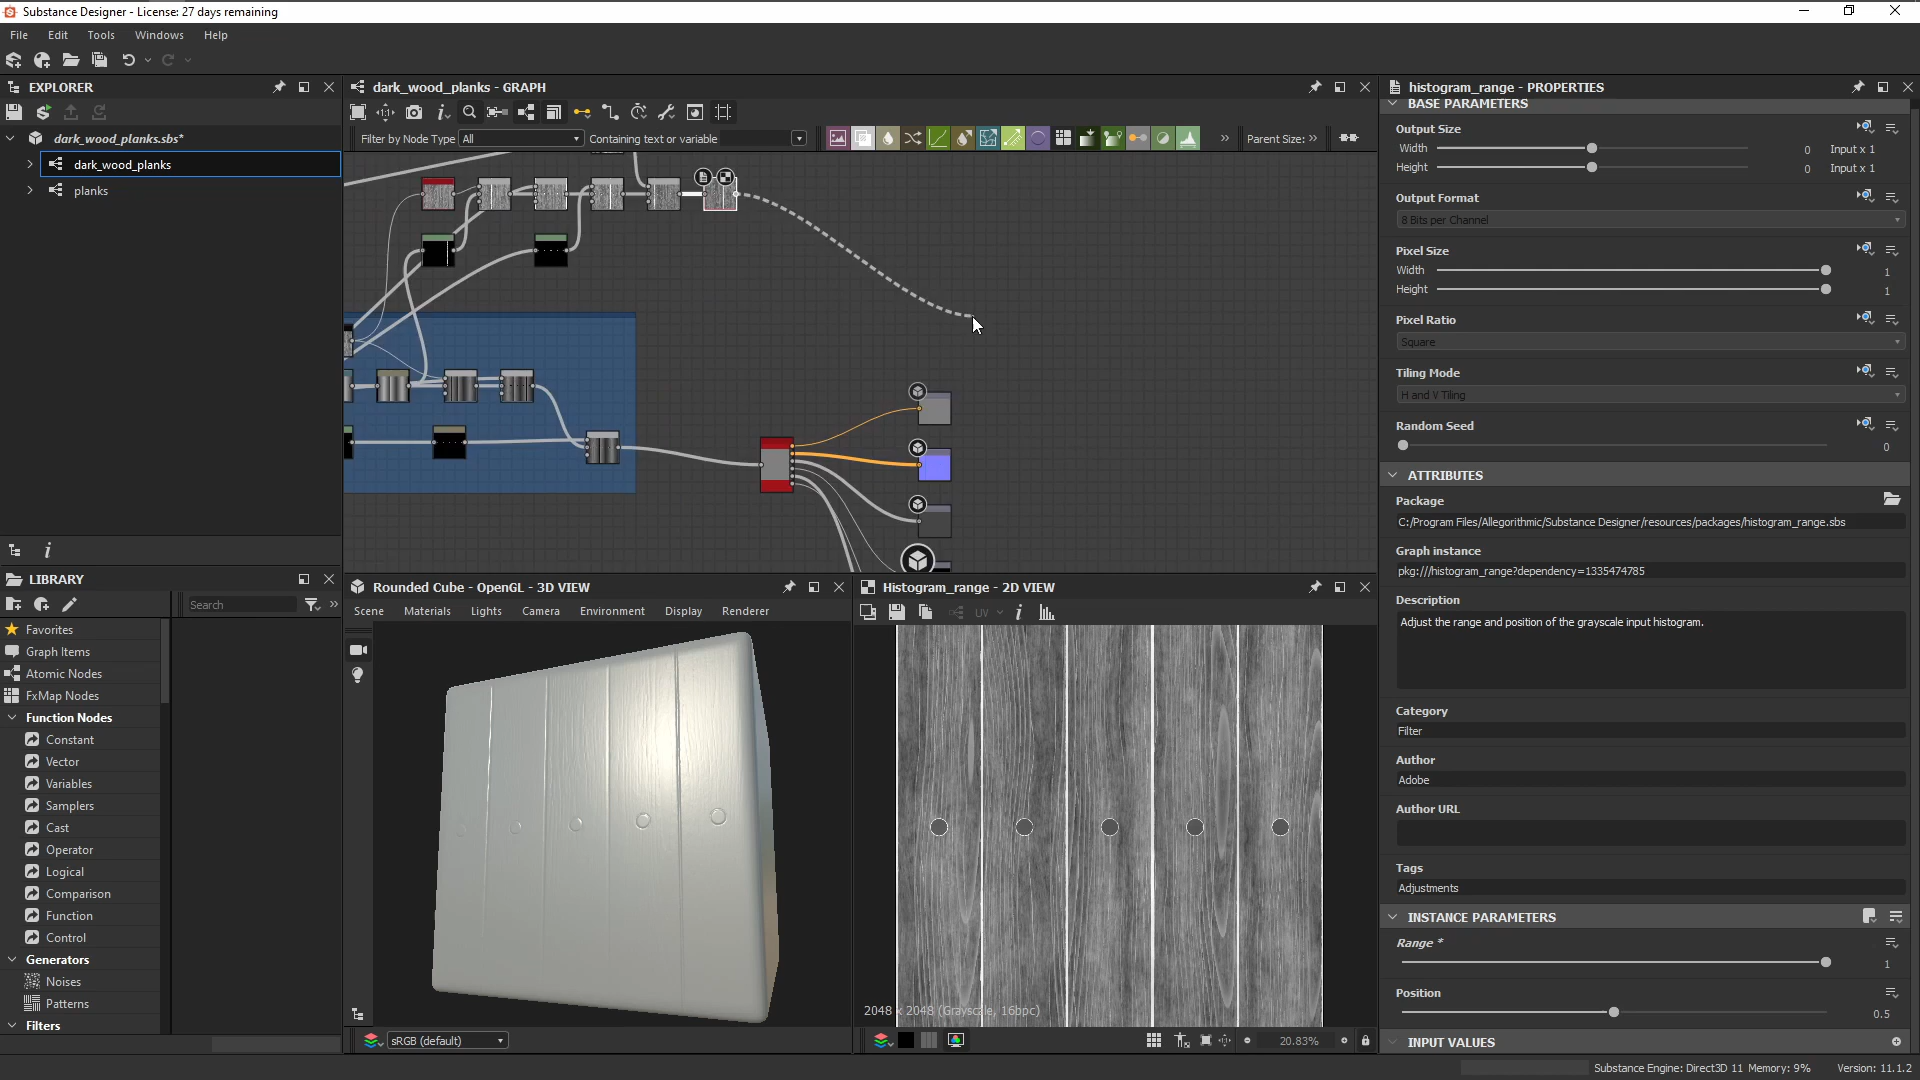 Substance Designer - License: 27 days remaining
File Edit Tools Windows Help
EXPLORER
dark_wood_planks.sbs*
dark_wood_planks
planks
LIBRARY
Search
Favorites
Graph Items
Atomic Nodes
FxMap Nodes
Function Nodes
Constant
Vector
Variables
Samplers
Cast
Operator
Logical
Comparison
Function
Control
Generators
Noises
Patterns
Filters
dark_wood_planks - GRAPH
Filter by Node Type All Containing text or variable Parent Size: »
Rounded Cube - OpenGL - 3D VIEW
Scene Materials Lights Camera Environment Display Renderer
sRGB (default)
Histogram_range - 2D VIEW
UV
2048 x 2048 (Grayscale, 16bpc)
20.83%
histogram_range - PROPERTIES
BASE PARAMETERS
Output Size
Width 0 Input x 1
Height 0 Input x 1
Output Format
8 Bits per Channel
Pixel Size
Width 1
Height 1
Pixel Ratio
Square
Tiling Mode
H and V Tiling
Random Seed
0
ATTRIBUTES
Package
C:/Program Files/Allegorithmic/Substance Designer/resources/packages/histogram_range.sbs
Graph instance
pkg:///histogram_range?dependency=1335474785
Description
Adjust the range and position of the grayscale input histogram.
Category
Filter
Author
Adobe
Author URL
Tags
Adjustments
INSTANCE PARAMETERS
Range *
1
Position
0.5
INPUT VALUES
Substance Engine: Direct3D 11 Memory: 9% Version: 11.1.2